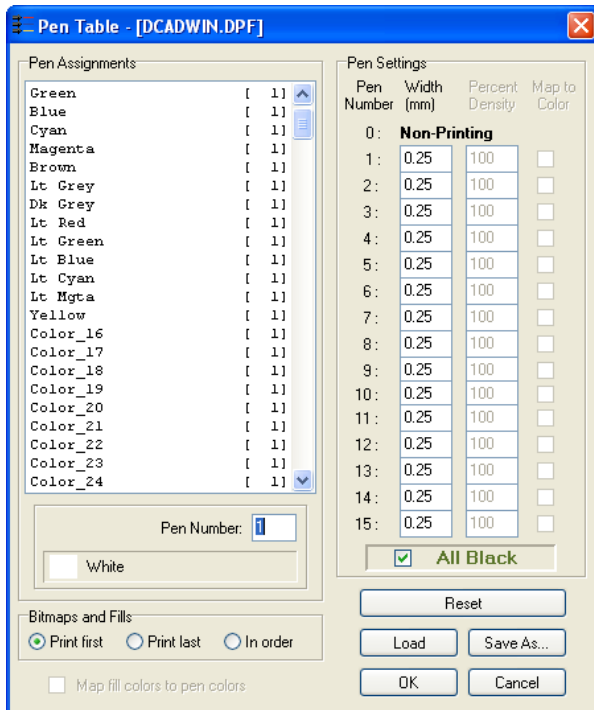 Pen Table - [DCADWIN.DPF]
Pen Assignments
Green [ 1]
Blue [ 1]
Cyan [ 1]
Magenta [ 1]
Brown [ 1]
Lt Grey [ 1]
Dk Grey [ 1]
Lt Red [ 1]
Lt Green [ 1]
Lt Blue [ 1]
Lt Cyan [ 1]
Lt Mgta [ 1]
Yellow [ 1]
Color_16 [ 1]
Color_17 [ 1]
Color_18 [ 1]
Color_19 [ 1]
Color_20 [ 1]
Color_21 [ 1]
Color_22 [ 1]
Color_23 [ 1]
Color_24 [ 1]
Pen Number: 1
White
Bitmaps and Fills
Print first Print last In order
Map fill colors to pen colors
Pen Settings
Pen Width Percent Map to
Number (mm) Density Color
0: Non-Printing
1: 0.25 100
2: 0.25 100
3: 0.25 100
4: 0.25 100
5: 0.25 100
6: 0.25 100
7: 0.25 100
8: 0.25 100
9: 0.25 100
10: 0.25 100
11: 0.25 100
12: 0.25 100
13: 0.25 100
14: 0.25 100
15: 0.25 100
All Black
Reset
Load Save As...
OK Cancel